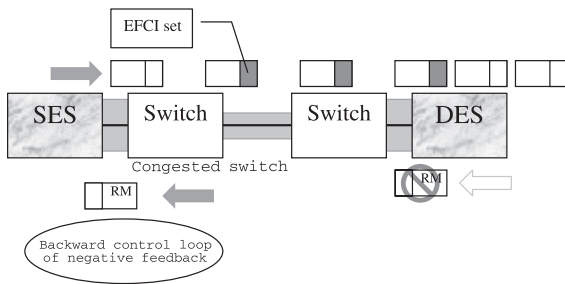 EFCI set
SES
Switch
Switch
DES
Congested switch
RM
RM
Backward control loop
of negative feedback